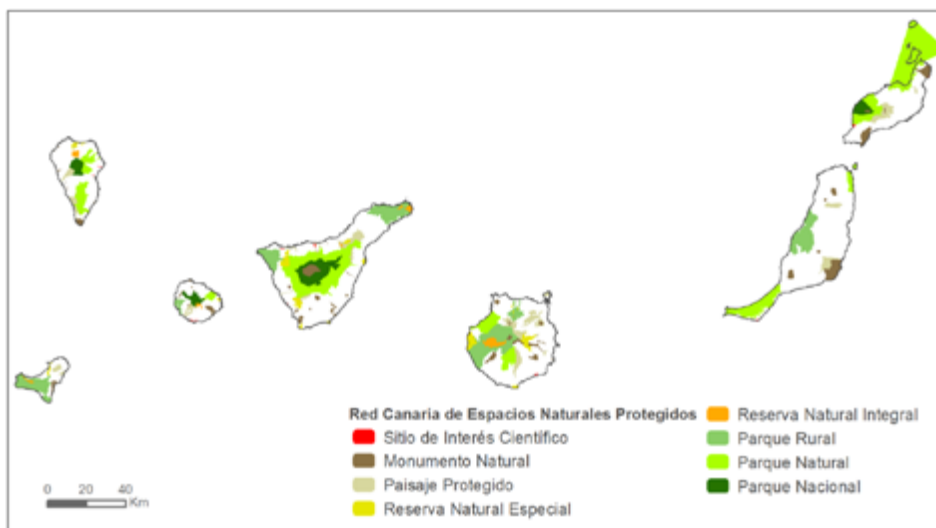 Red Canaria de Espacios Naturales Protegidos
Sitio de Interés Científico
Monumento Natural
Paisaje Protegido
Reserva Natural Especial
Reserva Natural Integral
Parque Rural
Parque Natural
Parque Nacional
0 20 40
Km